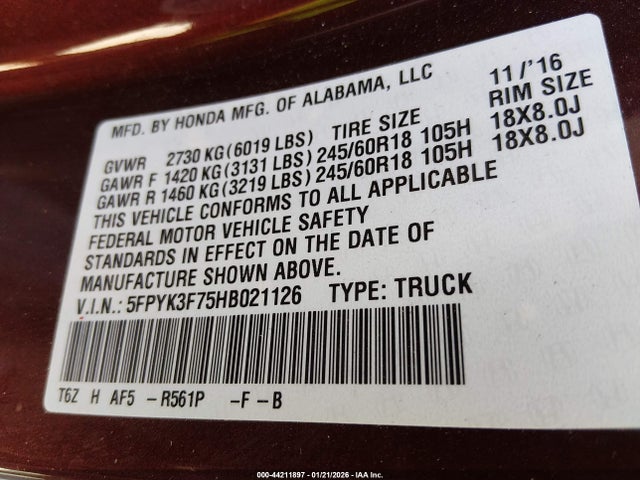 MFD. BY HONDA MFG. OF ALABAMA, LLC 11/'16
GVWR 2730 KG(6019 LBS) TIRE SIZE RIM SIZE
GAWR F 1420 KG(3131 LBS) 245/60R18 105H 18X8.0J
GAWR R 1460 KG(3219 LBS) 245/60R18 105H 18X8.0J
THIS VEHICLE CONFORMS TO ALL APPLICABLE
FEDERAL MOTOR VEHICLE SAFETY
STANDARDS IN EFFECT ON THE DATE OF
MANUFACTURE SHOWN ABOVE.
V.I.N.: 5FPYK3F75HB021126 TYPE: TRUCK
T6Z H AF5 - R561P - F - B
000-44211897 - 01/21/2026 - IAA Inc.